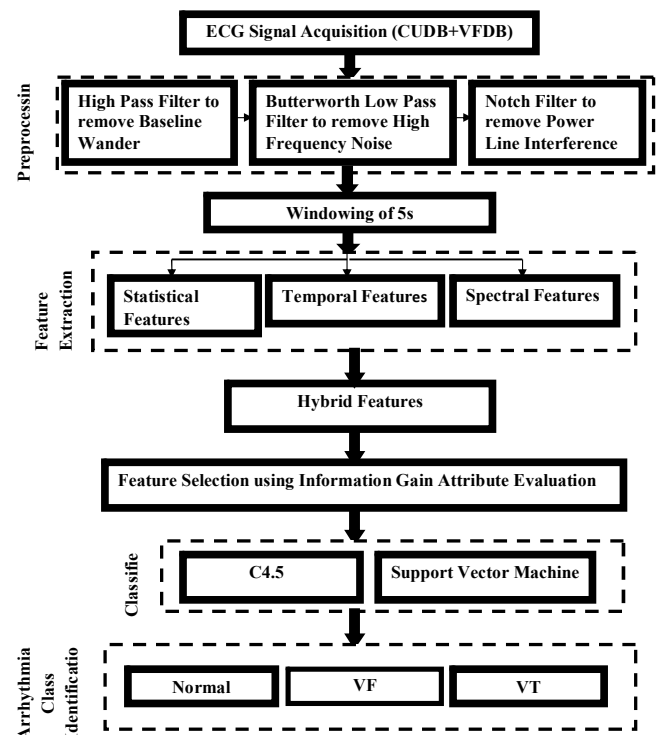 ECG Signal Acquisition (CUDB+VFDB)
Preprocessin
High Pass Filter to
remove Baseline
Wander
Butterworth Low Pass
Filter to remove High
Frequency Noise
Notch Filter to
remove Power
Line Interference
Windowing of 5s
Feature
Extraction
Statistical
Features
Temporal Features
Spectral Features
Hybrid Features
Feature Selection using Information Gain Attribute Evaluation
Classifie
C4.5
Support Vector Machine
Arrhythmia
Class
Identificatio
Normal
VF
VT